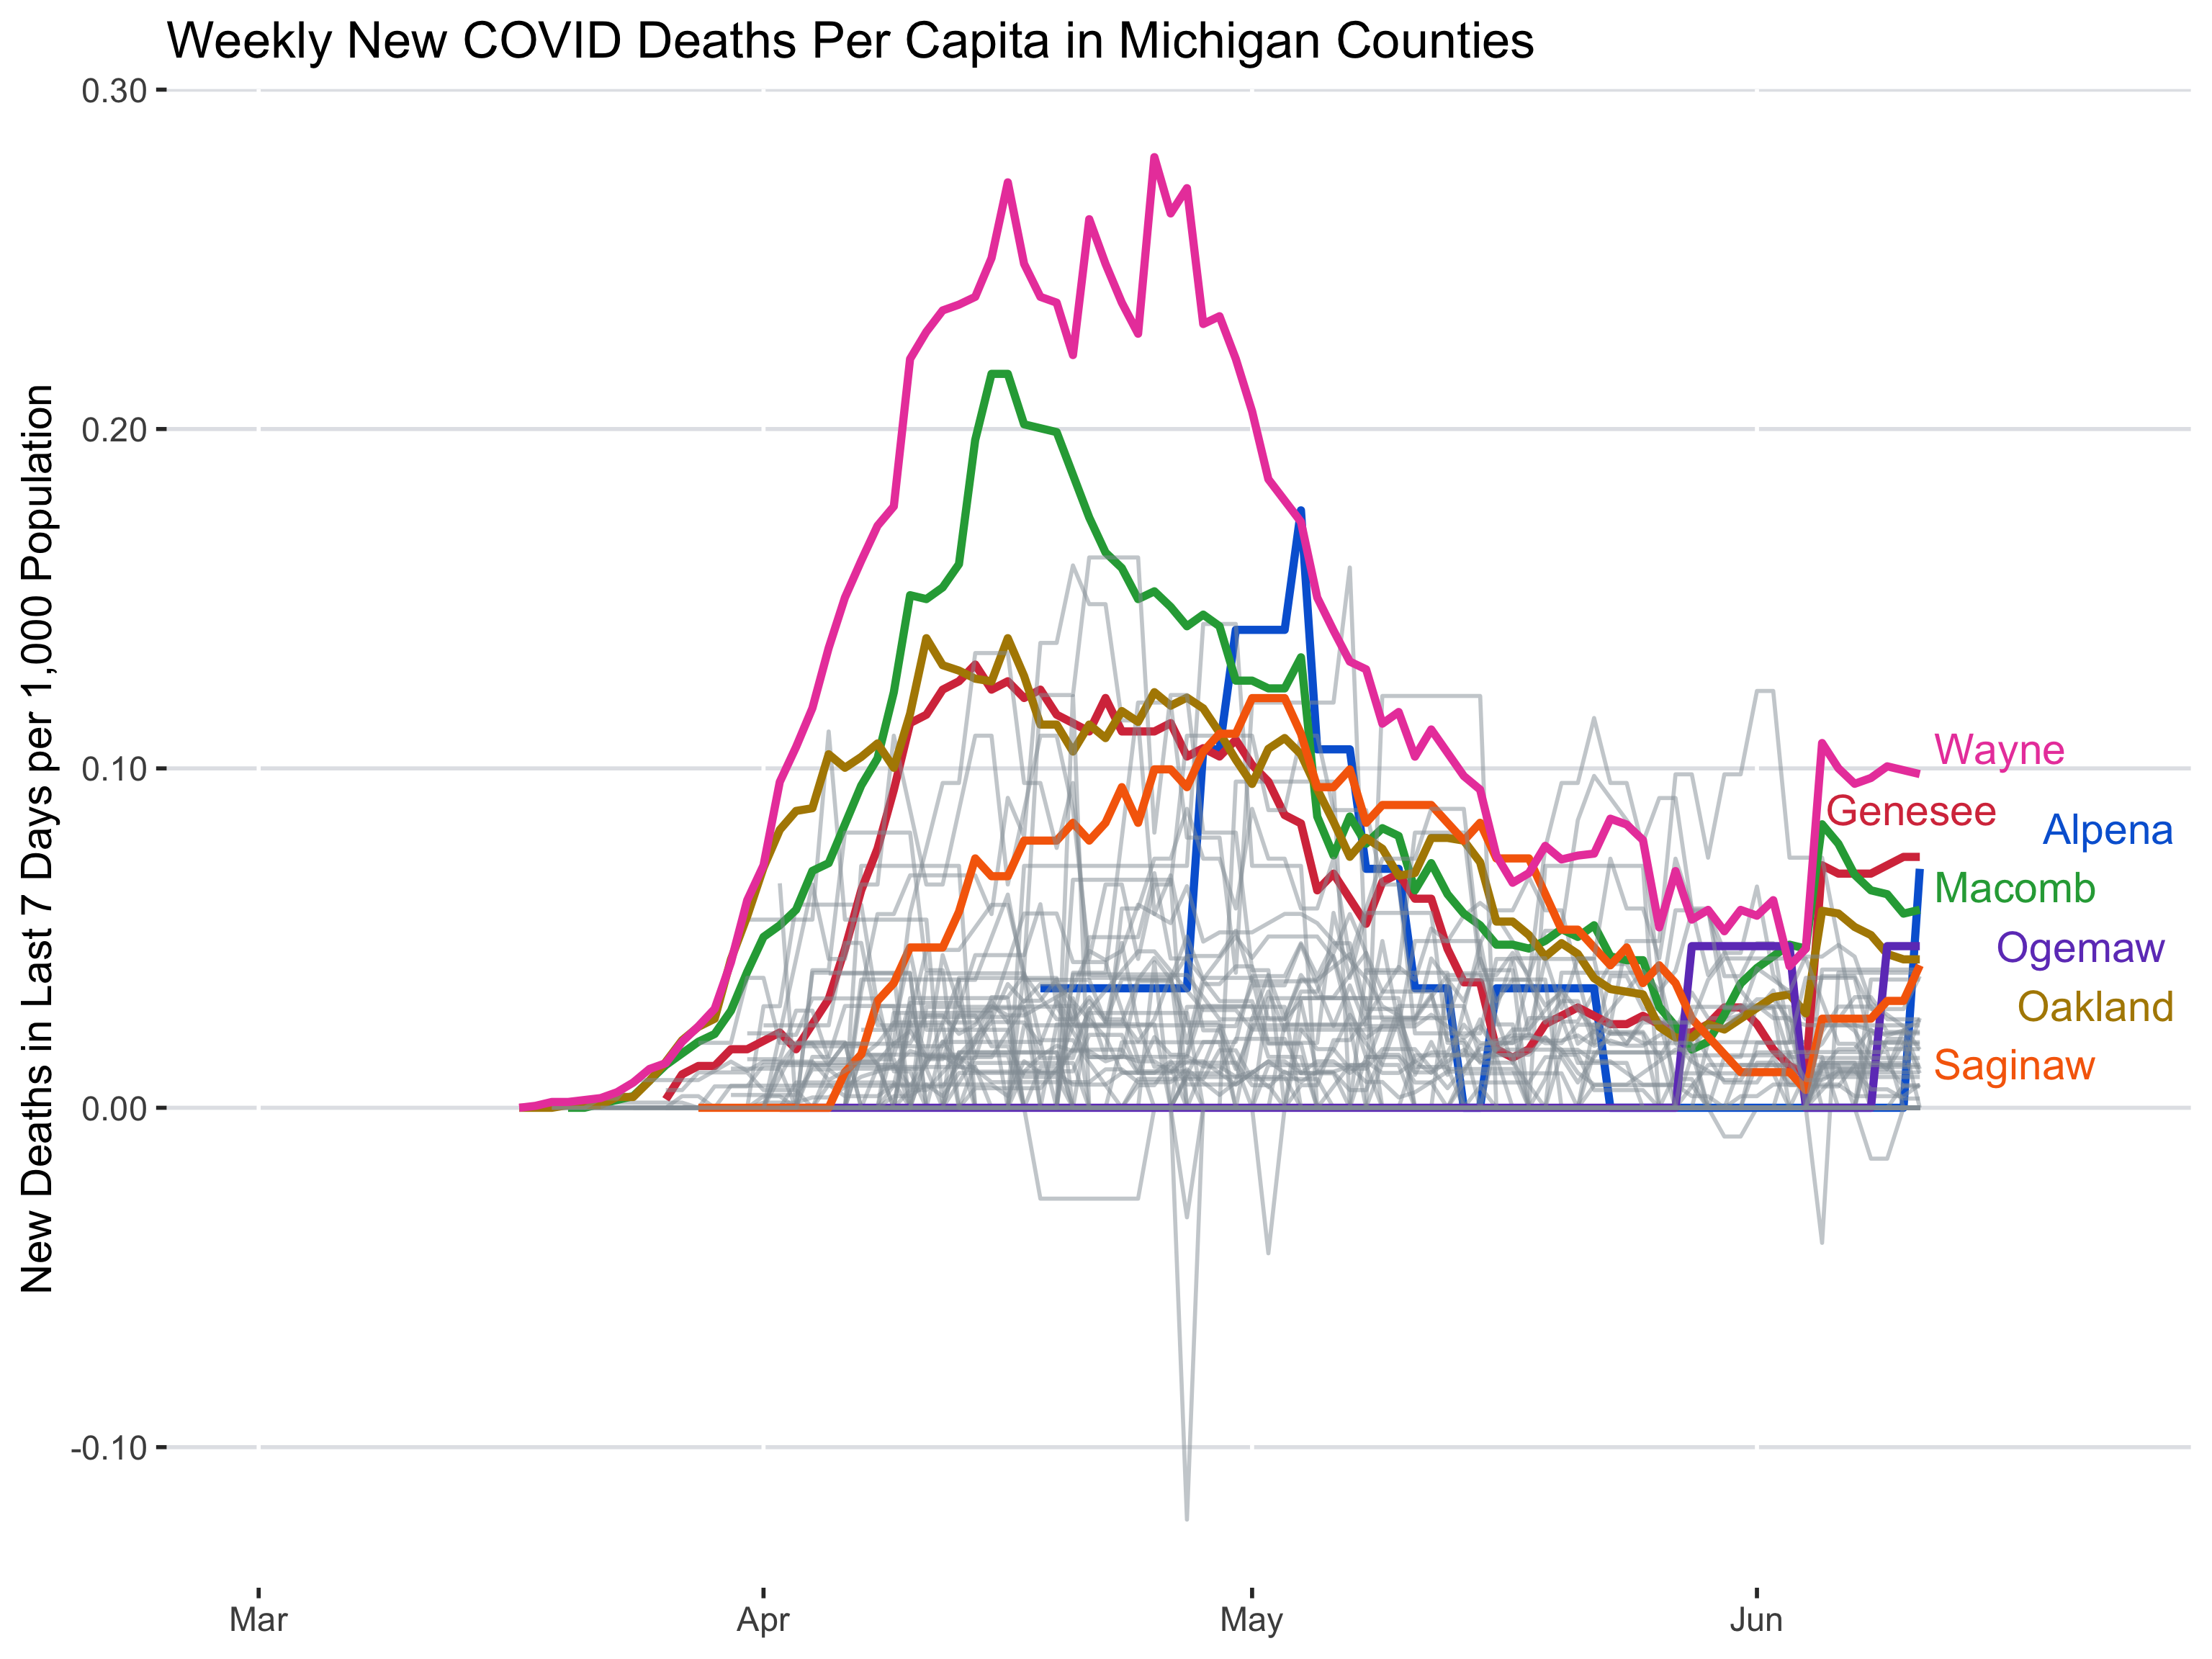 Weekly New COVID Deaths Per Capita in Michigan Counties
New Deaths in Last 7 Days per 1,000 Population
0.30
0.20
0.10
0.00
-0.10
Wayne
Genesee
Alpena
Macomb
Ogemaw
Oakland
Saginaw
Mar Apr May Jun